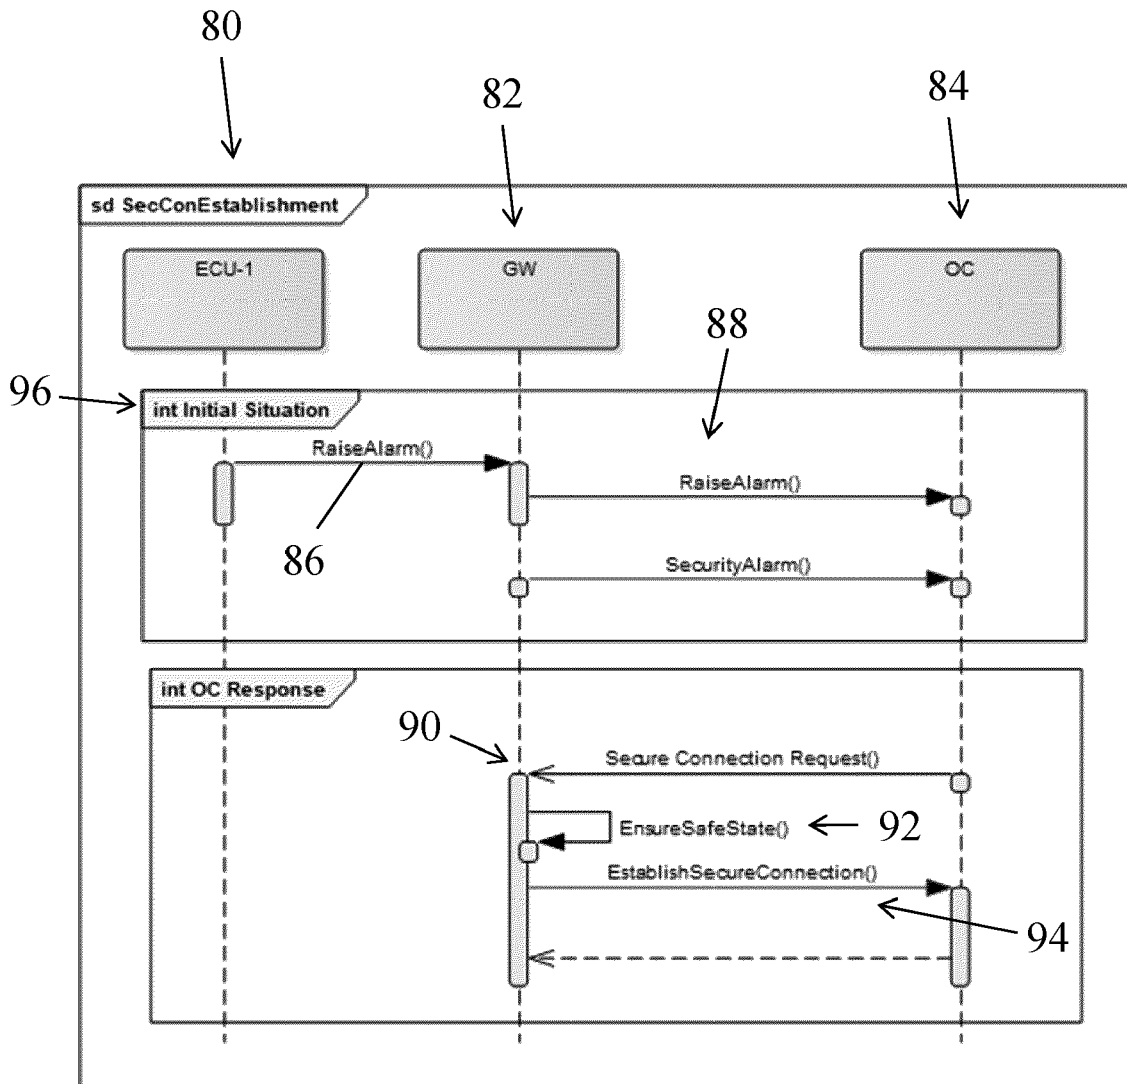 80
82
84
sd SecConEstablishment
ECU-1
GW
OC
88
96
int Initial Situation
RaiseAlarm()
RaiseAlarm()
86
SecurityAlarm()
int OC Response
90
Secure Connection Request()
EnsureSafeState()
92
EstablishSecureConnection()
94